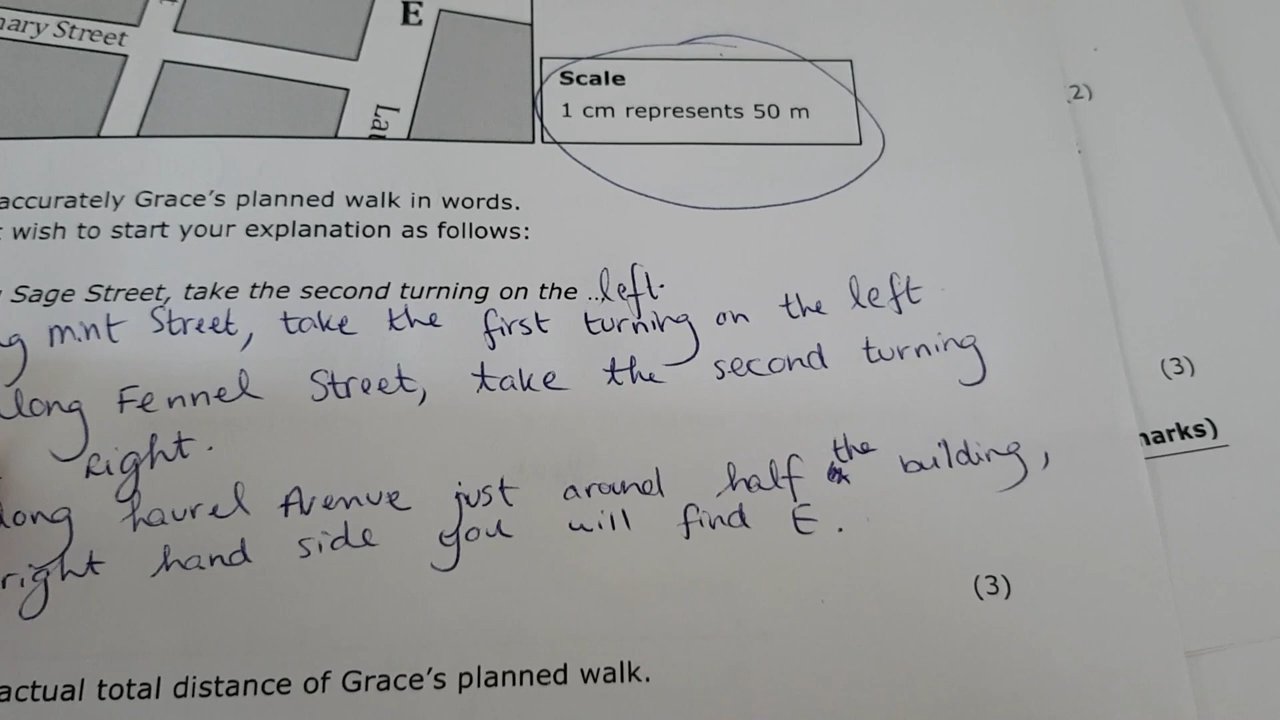 E
nary Street
La
Scale
1 cm represents 50 m
2)
accurately Grace's planned walk in words.
wish to start your explanation as follows:
Sage Street, take the second turning on the ..left.
g mint Street, take the first turning on the left
long Fennel Street, take the second turning
Right.
(3)
marks)
long Laurel Avenue just around half the building,
right hand side you will find E.
(3)
actual total distance of Grace's planned walk.